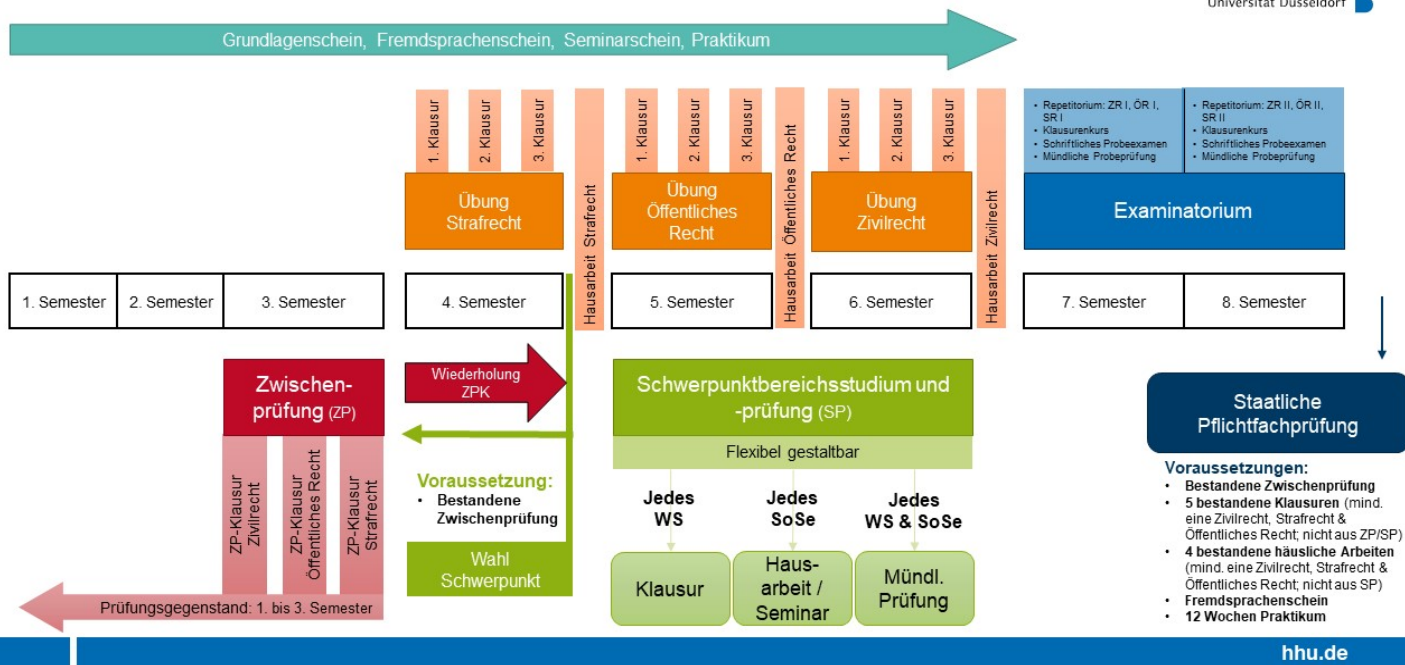 Universität Düsseldorf
Grundlagenschein, Fremdsprachenschein, Seminarschein, Praktikum
1. Klausur
2. Klausur
3. Klausur
Übung
Strafrecht
Hausarbeit Strafrecht
1. Klausur
2. Klausur
3. Klausur
Übung
Öffentliches
Recht
Hausarbeit Öffentliches Recht
1. Klausur
2. Klausur
3. Klausur
Übung
Zivilrecht
Hausarbeit Zivilrecht
• Repetitorium: ZR I, ÖR I,
SR I
• Klausurenkurs
• Schriftliches Probeexamen
• Mündliche Probeprüfung
• Repetitorium: ZR II, ÖR II,
SR II
• Klausurenkurs
• Schriftliches Probeexamen
• Mündliche Probeprüfung
Examinatorium
1. Semester
2. Semester
3. Semester
4. Semester
5. Semester
6. Semester
7. Semester
8. Semester
Zwischen-
prüfung (ZP)
ZP-Klausur
Zivilrecht
ZP-Klausur
Öffentliches Recht
ZP-Klausur
Strafrecht
Prüfungsgegenstand: 1. bis 3. Semester
Wiederholung
ZPK
Voraussetzung:
• Bestandene
Zwischenprüfung
Wahl
Schwerpunkt
Schwerpunktbereichsstudium und
-prüfung (SP)
Flexibel gestaltbar
Jedes
WS
Klausur
Jedes
SoSe
Haus-
arbeit /
Seminar
Jedes
WS & SoSe
Mündl.
Prüfung
Staatliche
Pflichtfachprüfung
Voraussetzungen:
• Bestandene Zwischenprüfung
• 5 bestandene Klausuren (mind.
eine Zivilrecht, Strafrecht &
Öffentliches Recht; nicht aus ZP/SP)
• 4 bestandene häusliche Arbeiten
(mind. eine Zivilrecht, Strafrecht &
Öffentliches Recht; nicht aus SP)
• Fremdsprachenschein
• 12 Wochen Praktikum
hhu.de